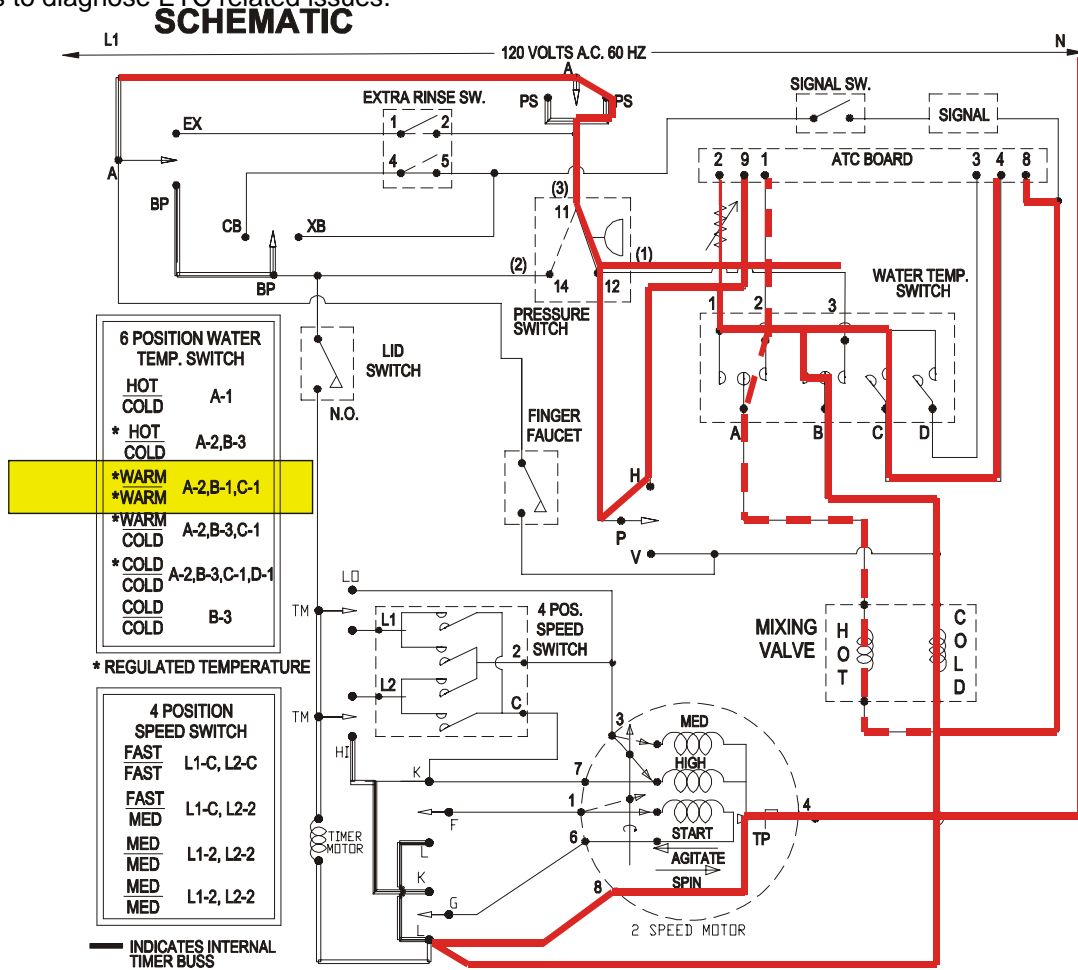 s to diagnose ETC related issues.
SCHEMATIC
L1
120 VOLTS A.C. 60 HZ
N
A
PS
PS
SIGNAL SW.
EXTRA RINSE SW.
SIGNAL
EX
1
2
4
5
2
9
1
ATC BOARD
3
4
8
A
BP
CB
XB
(3)
11
(1)
(2)
14
12
BP
PRESSURE
SWITCH
WATER TEMP.
SWITCH
1
2
3
6 POSITION WATER
TEMP. SWITCH
HOT
COLD
A-1
* HOT
COLD
A-2,B-3
*WARM
*WARM
A-2,B-1,C-1
*WARM
COLD
A-2,B-3,C-1
*COLD
COLD
A-2,B-3,C-1,D-1
COLD
COLD
B-3
* REGULATED TEMPERATURE
LID
SWITCH
N.O.
FINGER
FAUCET
A
B
C
D
H
P
V
LO
TM
L1
4 POS.
SPEED
SWITCH
2
L2
C
TM
HI
MIXING
VALVE
HOT
COLD
4 POSITION
SPEED SWITCH
FAST
FAST
L1-C, L2-C
FAST
MED
L1-C, L2-2
MED
MED
L1-2, L2-2
MED
MED
L1-2, L2-2
3
MED
HIGH
K
7
1
F
6
START
TP
4
TIMER
MOTOR
L
AGITATE
K
8
SPIN
G
L
2 SPEED MOTOR
INDICATES INTERNAL
TIMER BUSS